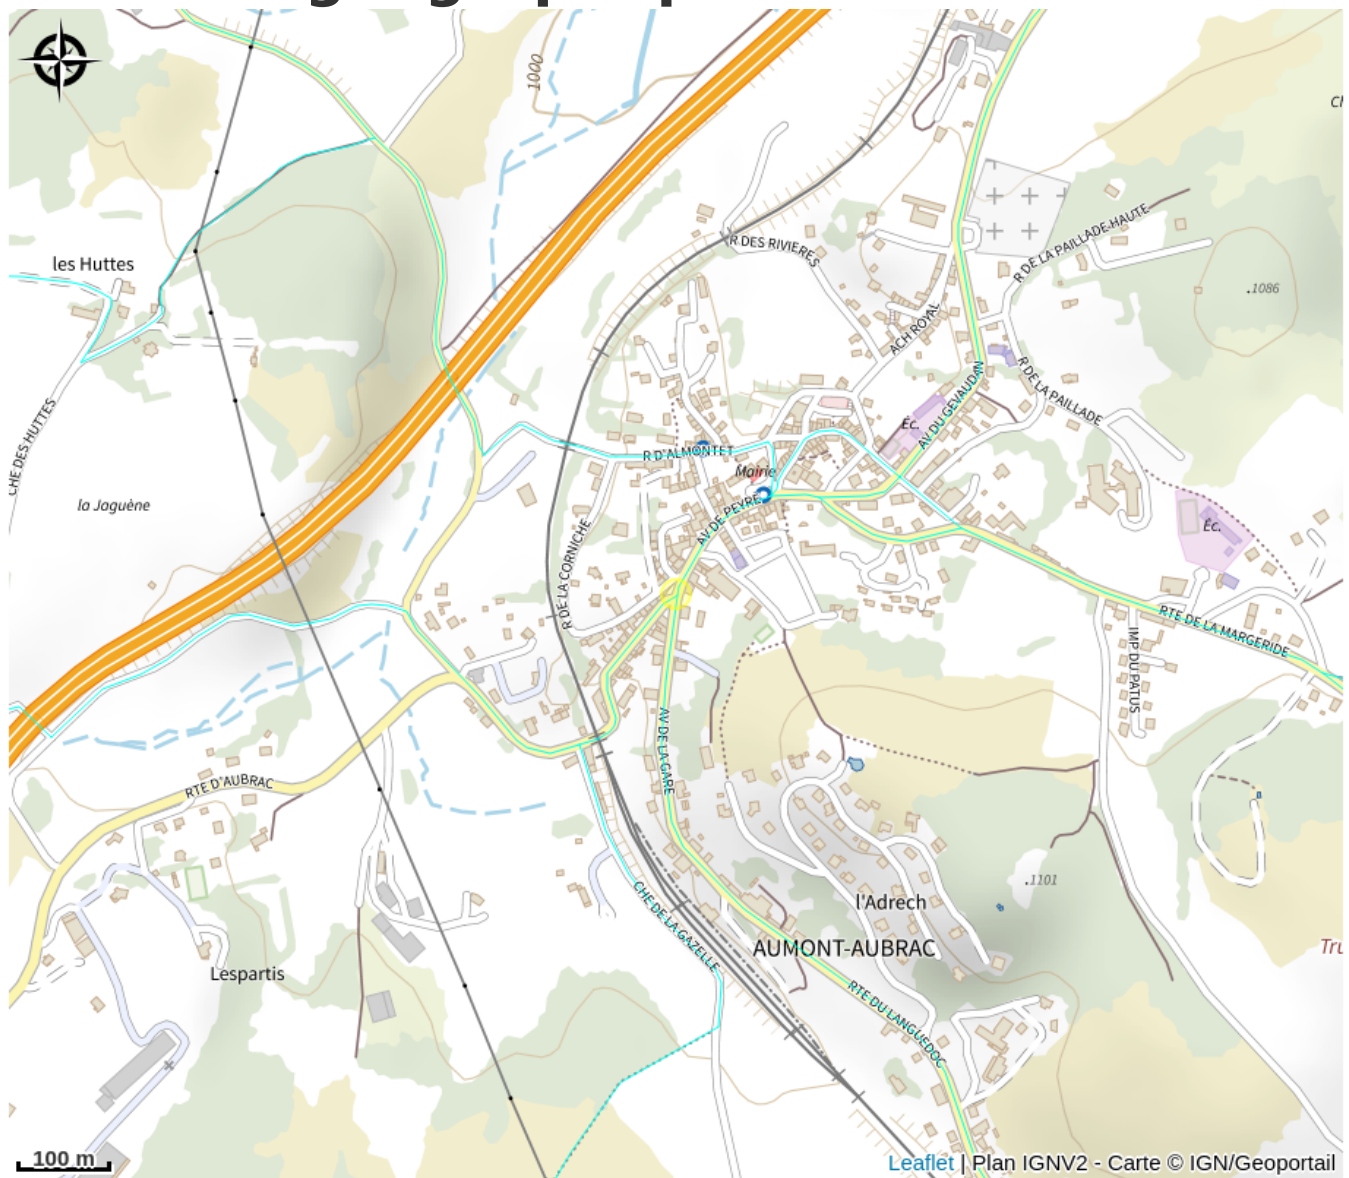 1000
les Huttes
R DES RIVIERES
R DE LA PAILLADE-HAUTE
1086
ACH ROYAL
CHE DES HUTTES
R DE LA PAILLADE
AV DU GEVAUDAN
Éc.
R D'ALMONTET
Mairie
la Jaguène
AV DE PEYRE
Éc.
R DE LA CORNICHE
RTE DE LA MARGERIDE
IMP DU PATUS
AV DE LA GARE
RTE D'AUBRAC
1101
l'Adrech
CHE DE LA GAZELLE
AUMONT-AUBRAC
Lespartis
RTE DU LANGUEDOC
100 m
Leaflet | Plan IGNV2 - Carte © IGN/Geoportail